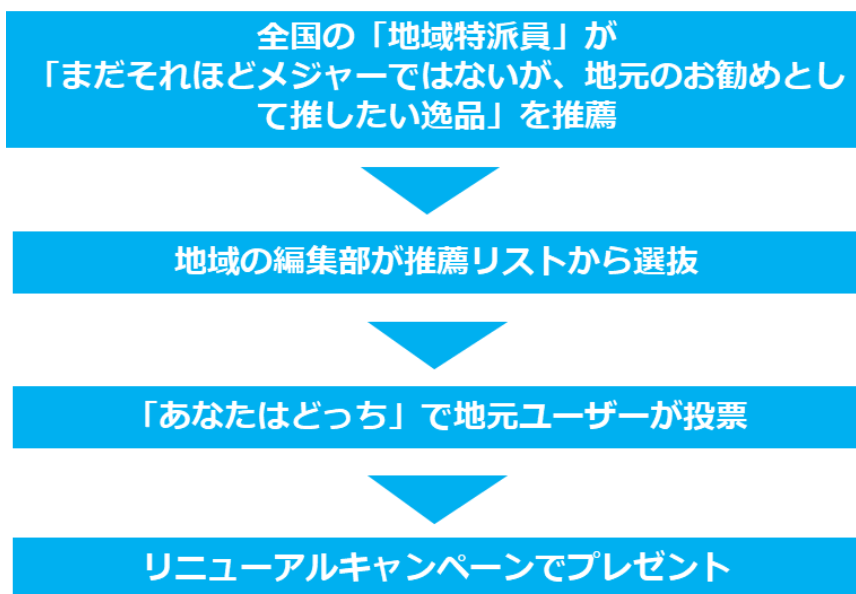 全国の「地域特派員」が
「まだそれほどメジャーではないが、地元のお勧めとし
て推したい逸品」を推薦
地域の編集部が推薦リストから選抜
「あなたはどっち」で地元ユーザーが投票
リニューアルキャンペーンでプレゼント